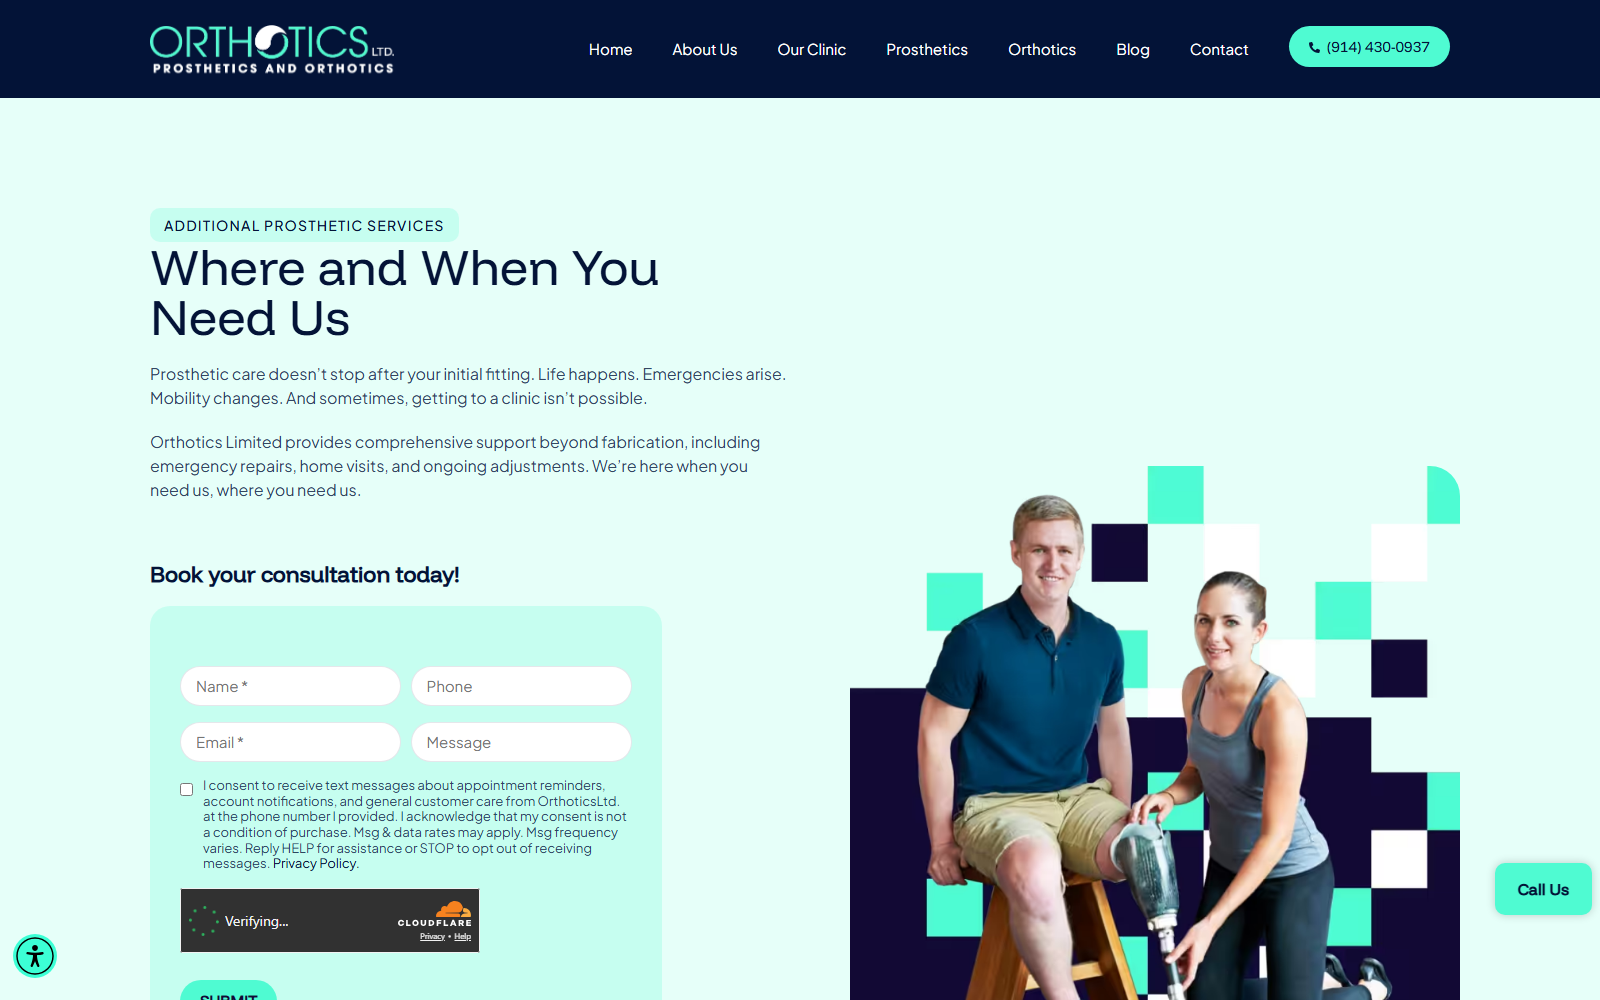 ORTHOTICS LTD.
PROSTHETICS AND ORTHOTICS
Home
About Us
Our Clinic
Prosthetics
Orthotics
Blog
Contact
(914) 430-0937
ADDITIONAL PROSTHETIC SERVICES
Where and When You
Need Us
Prosthetic care doesn’t stop after your initial fitting. Life happens. Emergencies arise.
Mobility changes. And sometimes, getting to a clinic isn’t possible.
Orthotics Limited provides comprehensive support beyond fabrication, including
emergency repairs, home visits, and ongoing adjustments. We’re here when you
need us, where you need us.
Book your consultation today!
Name *
Phone
Email *
Message
I consent to receive text messages about appointment reminders,
account notifications, and general customer care from OrthoticsLtd.
at the phone number I provided. I acknowledge that my consent is not
a condition of purchase. Msg & data rates may apply. Msg frequency
varies. Reply HELP for assistance or STOP to opt out of receiving
messages. Privacy Policy.
Verifying...
CLOUDFLARE
Privacy • Help
SUBMIT
Call Us